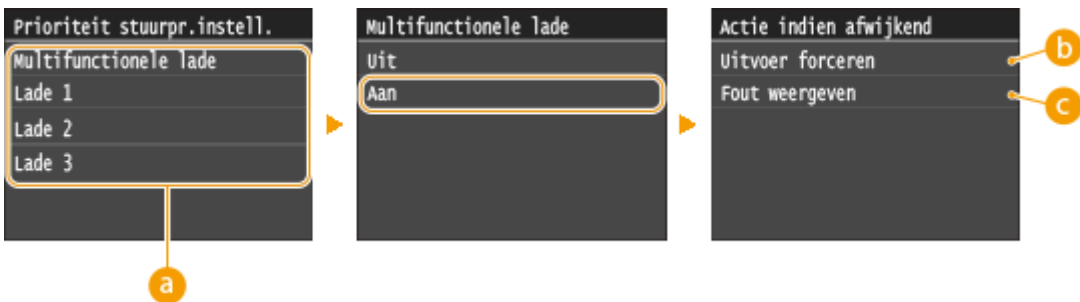 Prioriteit stuurpr.instell.
Multifunctionele lade
Lade 1
Lade 2
Lade 3
a
Multifunctionele lade
Uit
Aan
Actie indien afwijkend
Uitvoer forceren
b
Fout weergeven
c